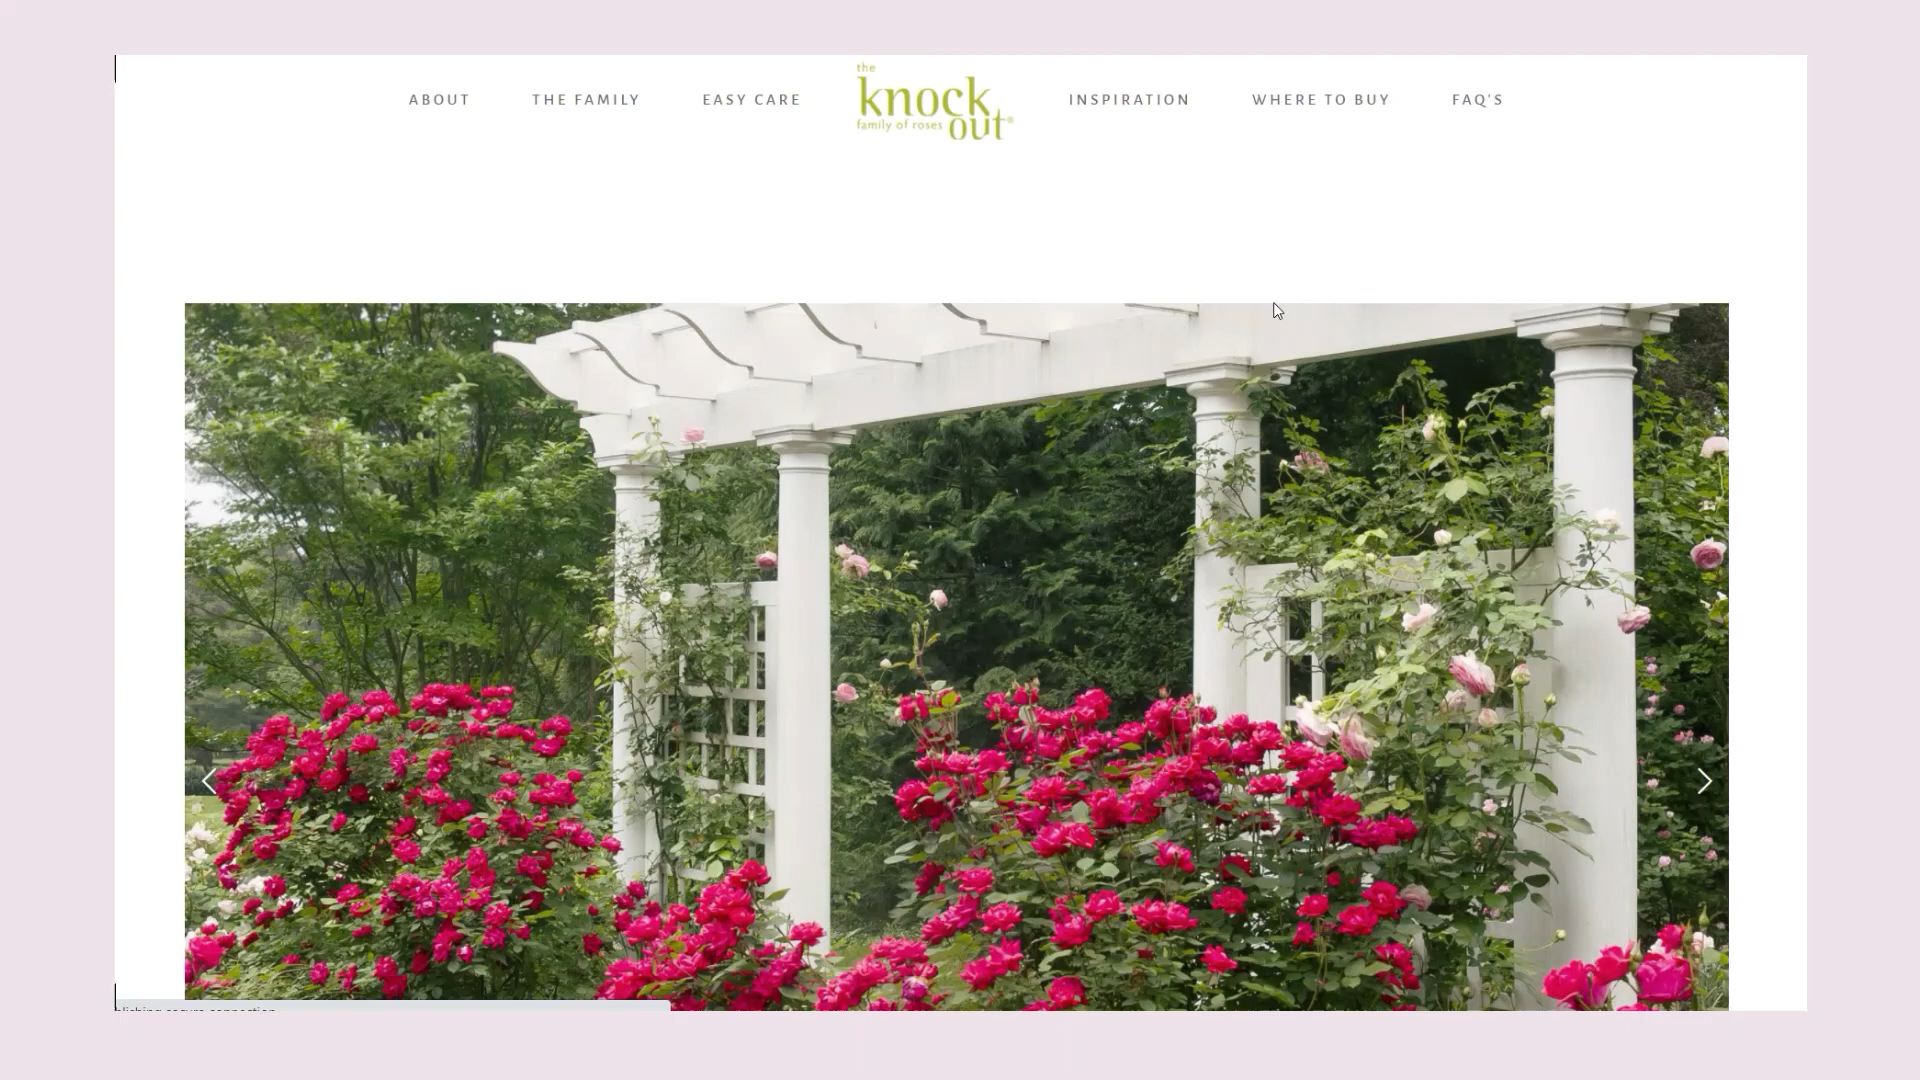 ABOUT
THE FAMILY
EASY CARE
the
knock
family of roses out®
INSPIRATION
WHERE TO BUY
FAQ'S